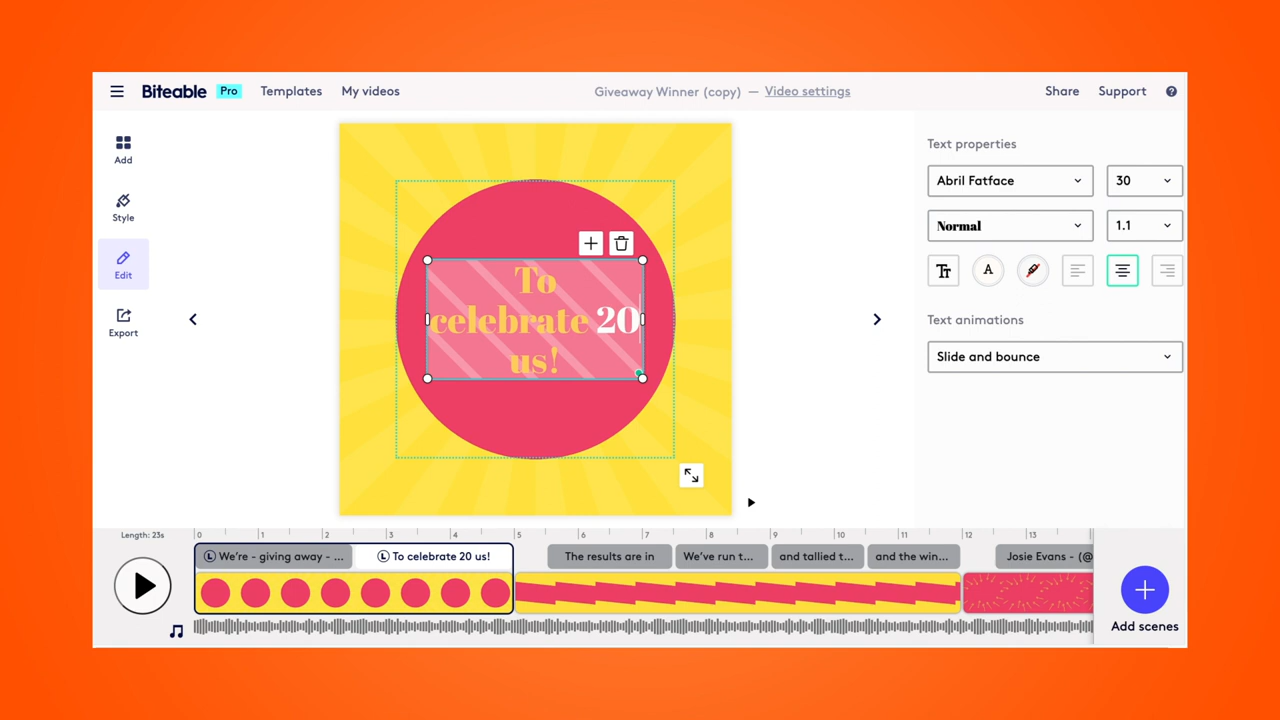 Biteable Pro Templates My videos Giveaway Winner (copy) — Video settings Share Support ?
Add
Style
Edit
Export
To
celebrate 20
us!
Text properties
Abril Fatface 30
Normal 1.1
TT A
Text animations
Slide and bounce
Length: 23s 0 1 2 3 4 5 6 7 8 9 10 11 12 13
L We're - giving away - ... L To celebrate 20 us! The results are in We've run t... and tallied t... and the win... Josie Evans - (@
Add scenes